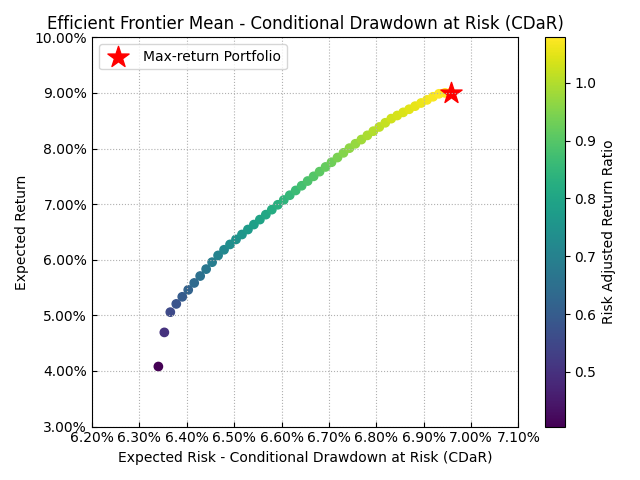 Efficient Frontier Mean - Conditional Drawdown at Risk (CDaR)
Max-return Portfolio
10.00%
9.00%
8.00%
7.00%
6.00%
5.00%
4.00%
3.00%
Expected Return
6.20% 6.30% 6.40% 6.50% 6.60% 6.70% 6.80% 6.90% 7.00% 7.10%
Expected Risk - Conditional Drawdown at Risk (CDaR)
1.0
0.9
0.8
0.7
0.6
0.5
Risk Adjusted Return Ratio